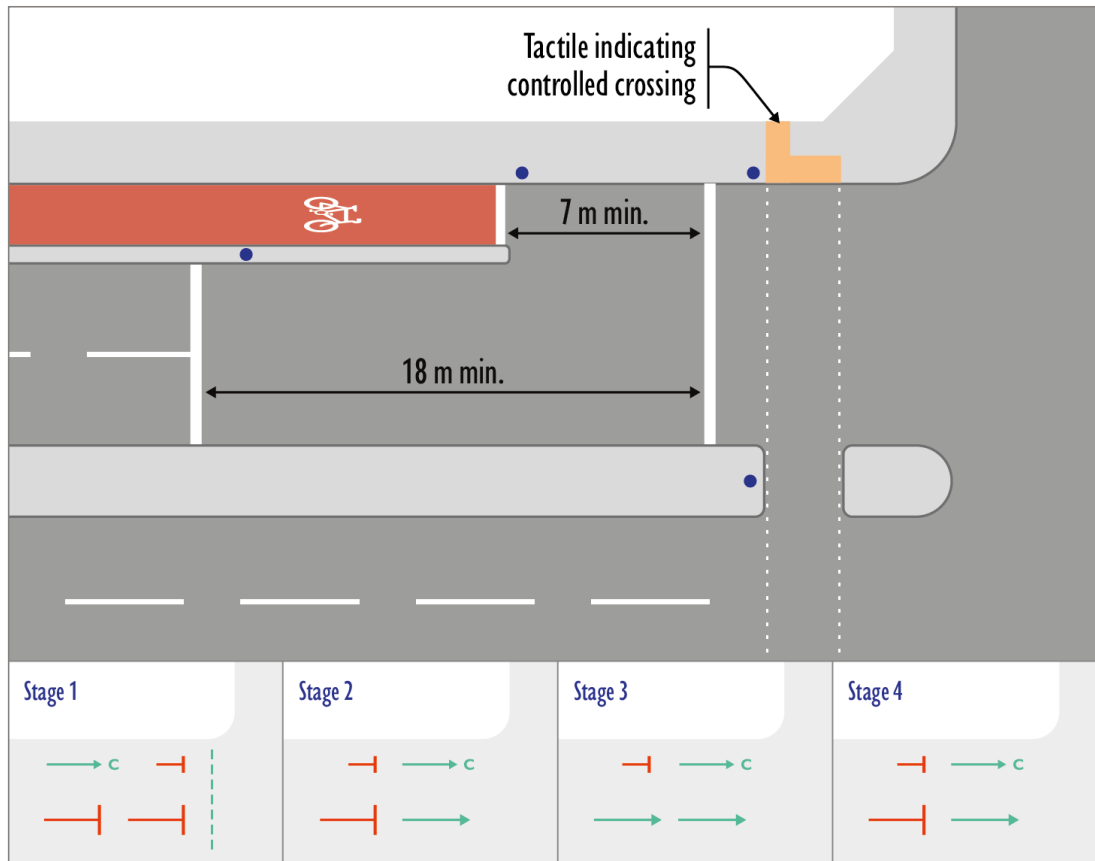 Tactile indicating
controlled crossing
7 m min.
18 m min.
Stage 1
Stage 2
Stage 3
Stage 4
C
C
C
C